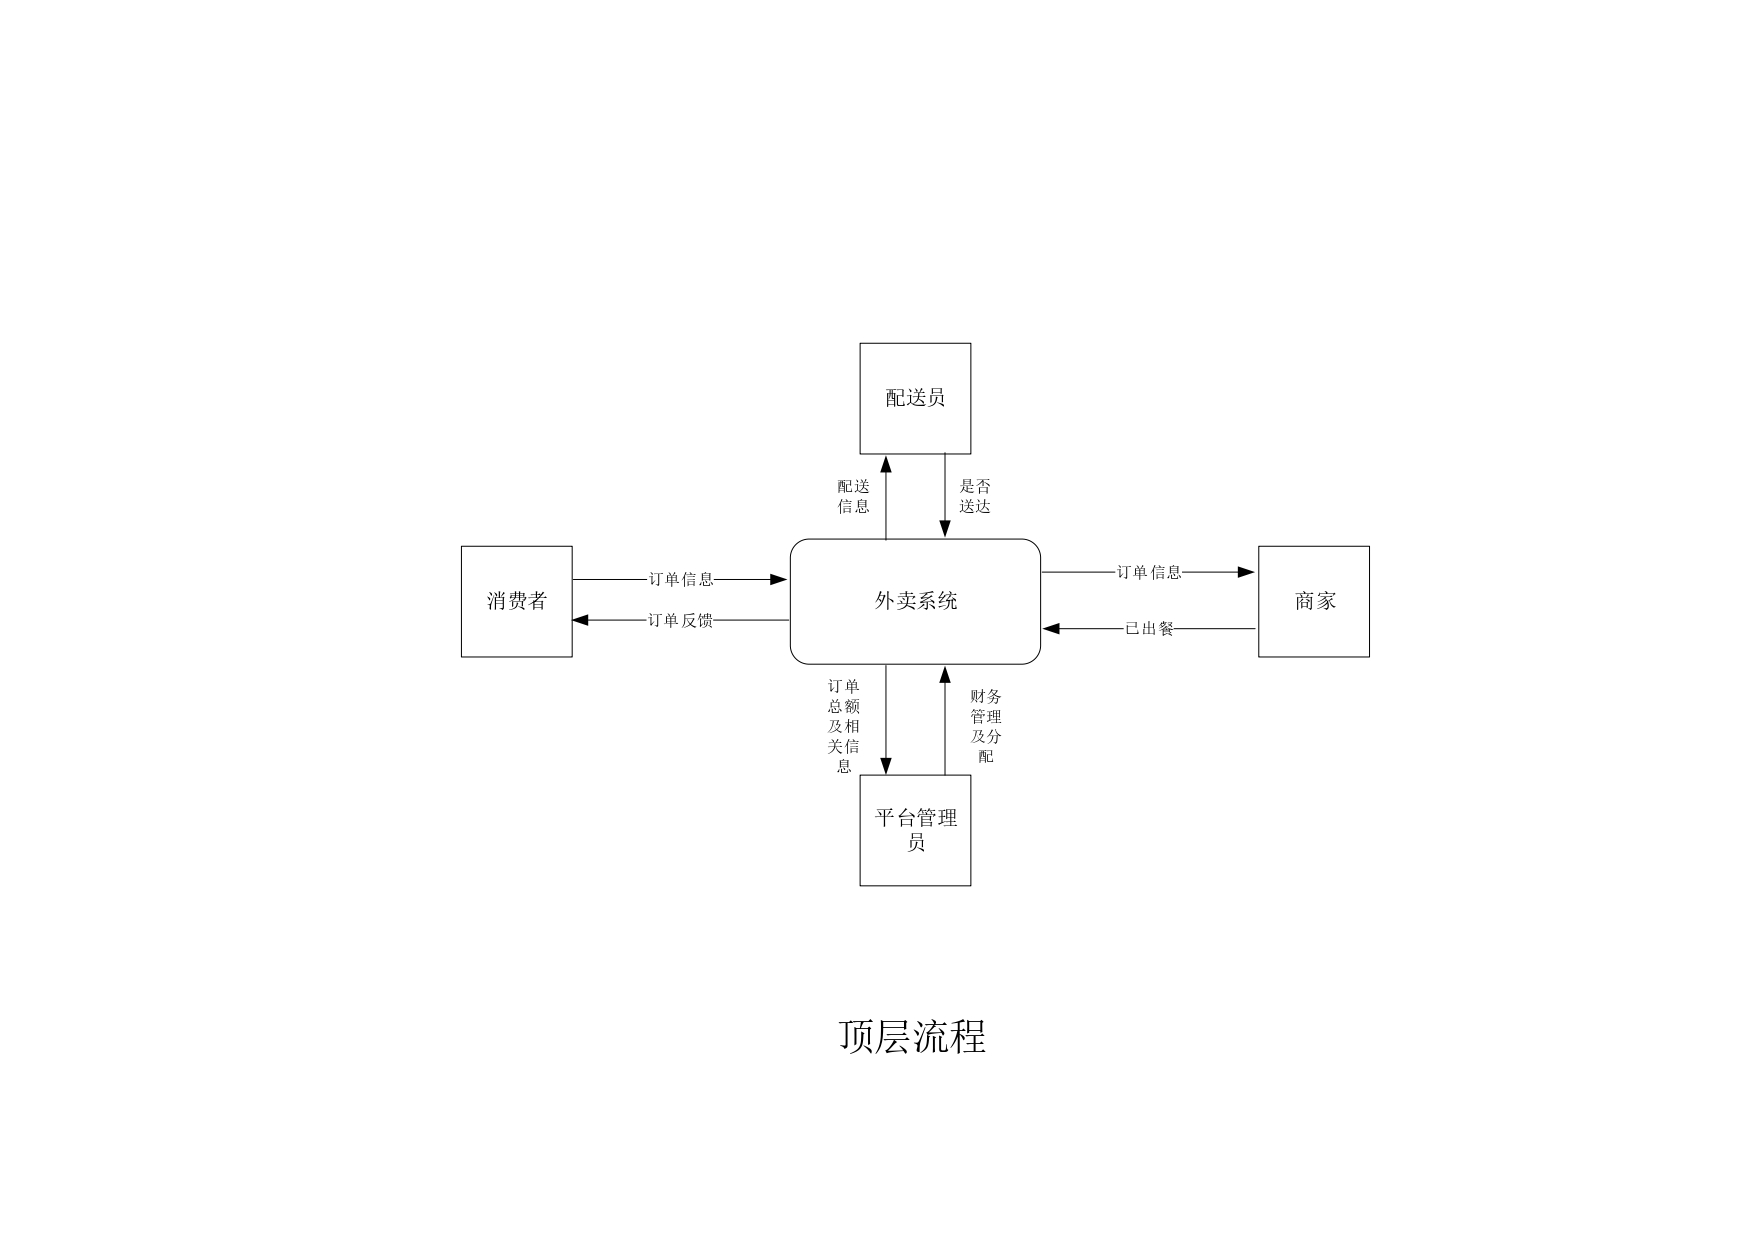 配送员
配送
信息
是否
送达
消费者
订单信息
订单反馈
外卖系统
订单信息
已出餐
商家
订单
总额
及相
关信
息
财务
管理
及分
配
平台管理
员
顶层流程